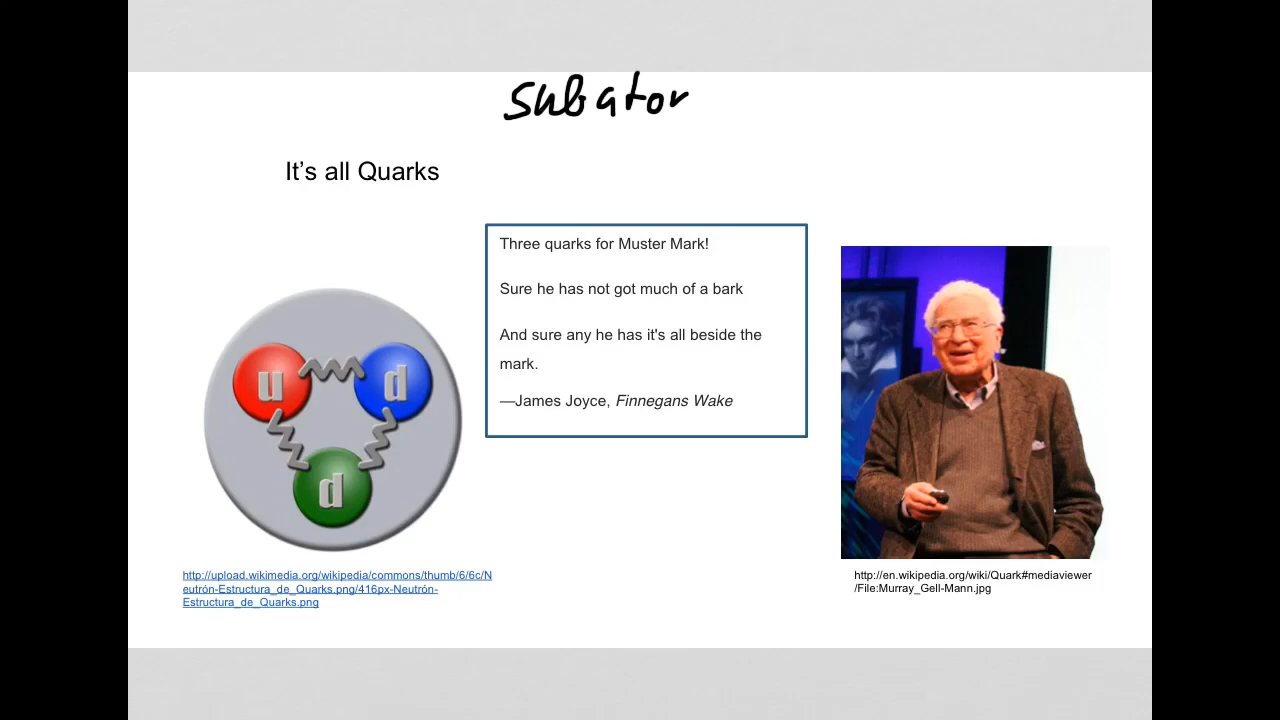 subator
It’s all Quarks
Three quarks for Muster Mark!
Sure he has not got much of a bark
And sure any he has it's all beside the
mark.
—James Joyce, Finnegans Wake
u
d
d
http://upload.wikimedia.org/wikipedia/commons/thumb/6/6c/N
eutrón-Estructura_de_Quarks.png/416px-Neutrón-
Estructura_de_Quarks.png
http://en.wikipedia.org/wiki/Quark#mediaviewer
/File:Murray_Gell-Mann.jpg